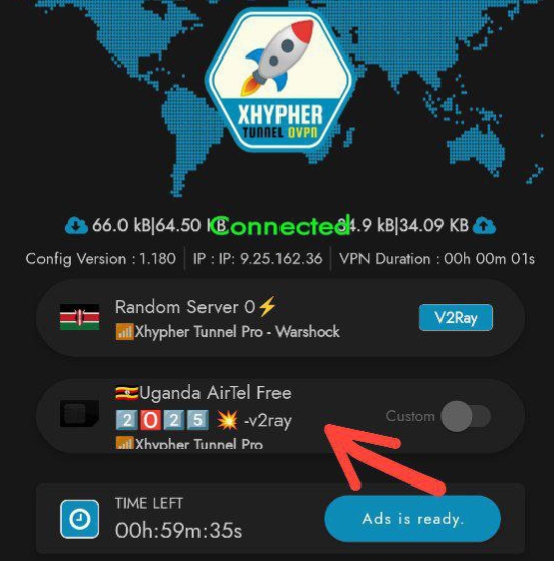 XHYPHER
TUNNEL OVPN
66.0 kB|64.50 KB Connected 34.9 kB|34.09 KB
Config Version : 1.180 IP : IP: 9.25.162.36 VPN Duration : 00h 00m 01s
Random Server 0⚡
📶Xhypher Tunnel Pro - Warshock
V2Ray
🇺🇬Uganda AirTel Free
2️⃣0️⃣2️⃣5️⃣ 💥 -v2ray
📶Xhypher Tunnel Pro
Custom
TIME LEFT
00h:59m:35s
Ads is ready.